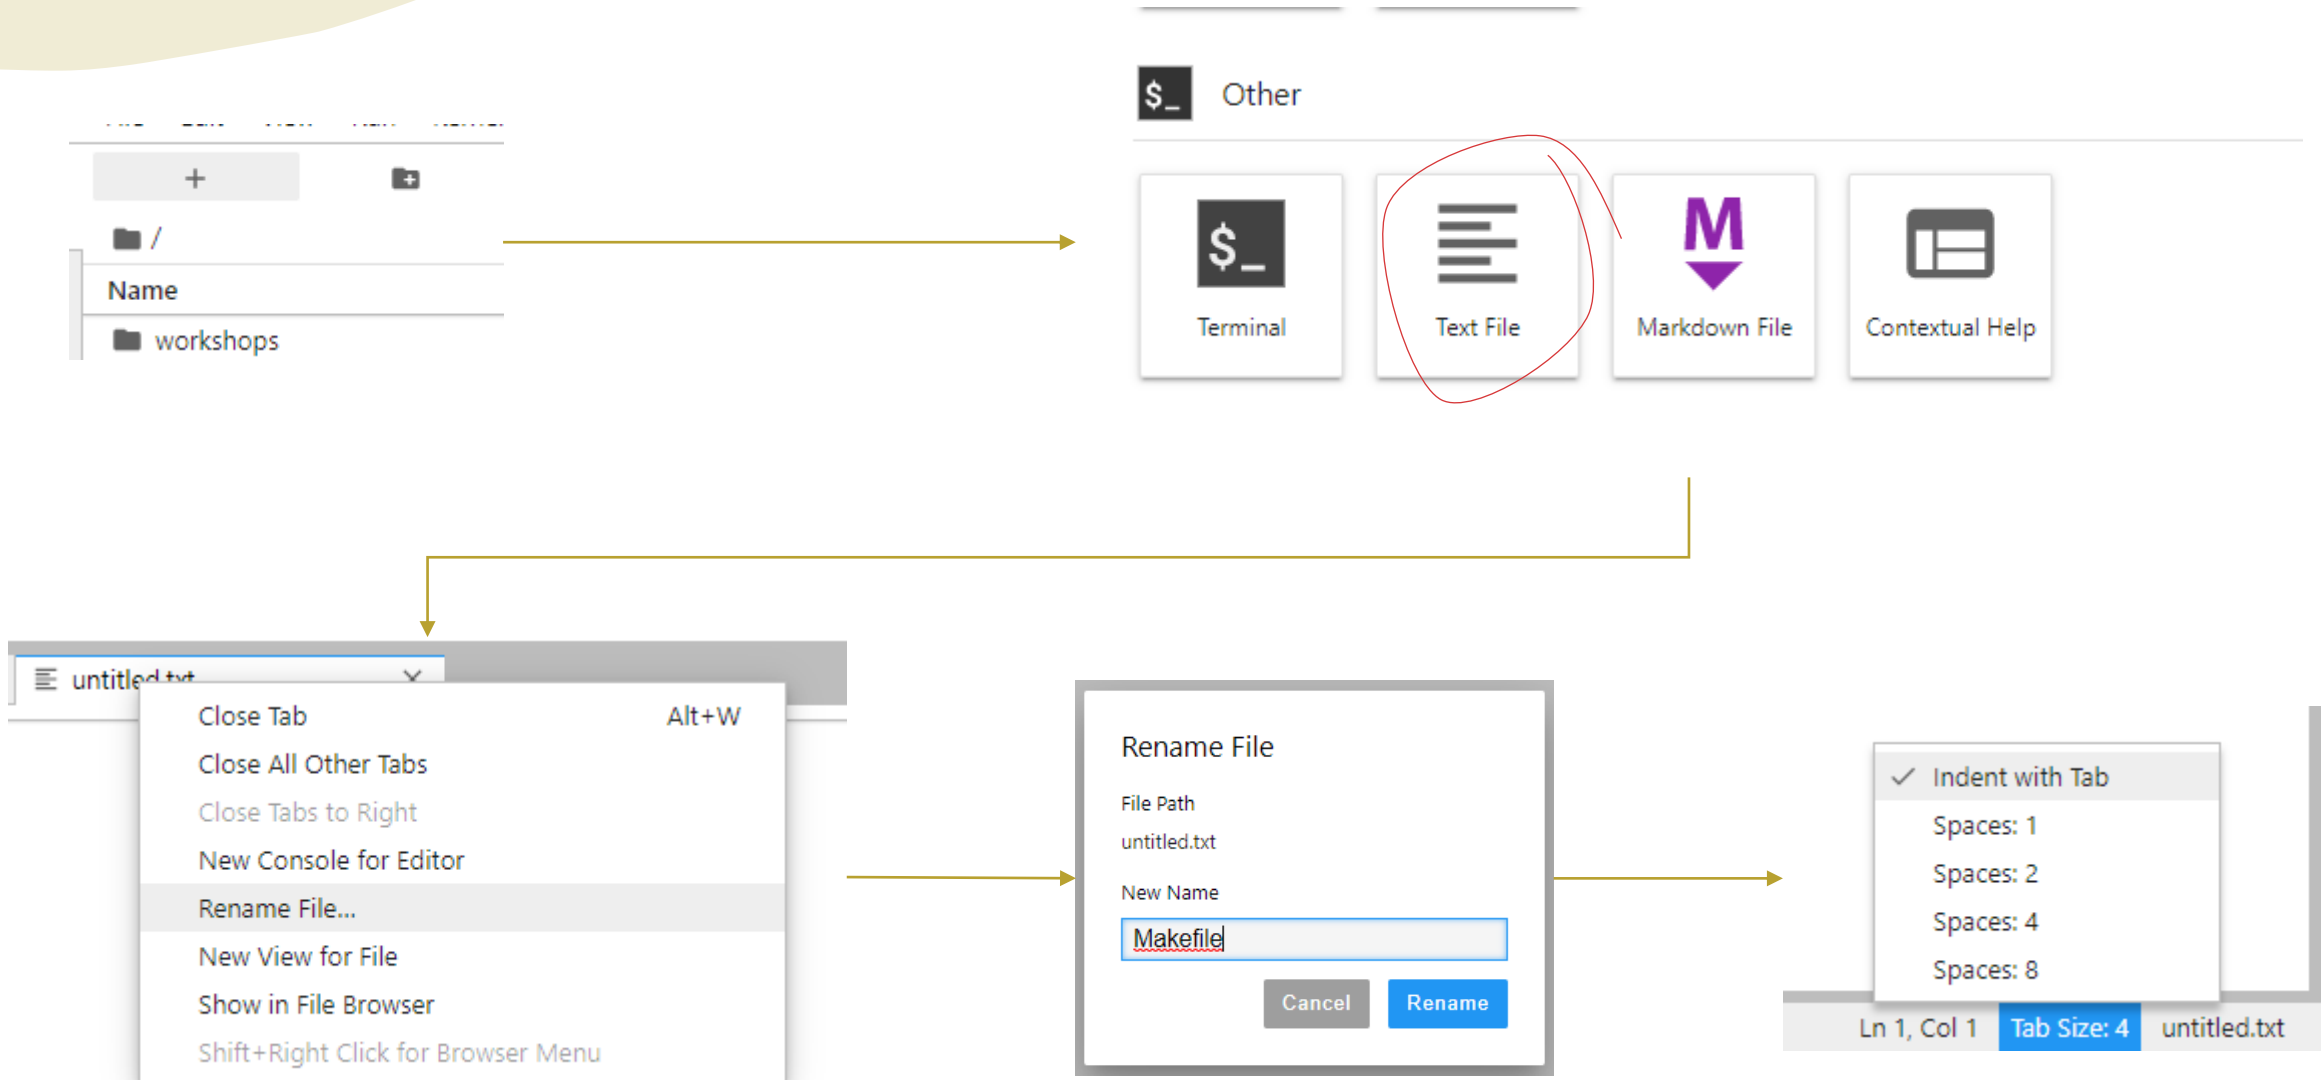 /
Name
workshops
$_ Other
$_
Terminal
Text File
M
Markdown File
Contextual Help
untitled.txt
Close Tab Alt+W
Close All Other Tabs
Close Tabs to Right
New Console for Editor
Rename File...
New View for File
Show in File Browser
Shift+Right Click for Browser Menu
Rename File
File Path
untitled.txt
New Name
Makefile
Cancel Rename
Indent with Tab
Spaces: 1
Spaces: 2
Spaces: 4
Spaces: 8
Ln 1, Col 1 Tab Size: 4 untitled.txt